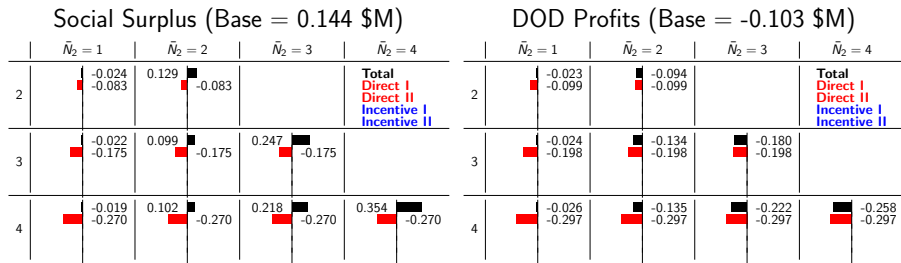 Social Surplus (Base = 0.144 $M)
N̄₂ = 1 N̄₂ = 2 N̄₂ = 3 N̄₂ = 4
2 -0.024 0.129 Total
-0.083 -0.083 Direct I
Direct II
Incentive I
Incentive II
3 -0.022 0.099 0.247
-0.175 -0.175 -0.175
4 -0.019 0.102 0.218 0.354
-0.270 -0.270 -0.270 -0.270
DOD Profits (Base = -0.103 $M)
N̄₂ = 1 N̄₂ = 2 N̄₂ = 3 N̄₂ = 4
2 -0.023 -0.094 Total
-0.099 -0.099 Direct I
Direct II
Incentive I
Incentive II
3 -0.024 -0.134 -0.180
-0.198 -0.198 -0.198
4 -0.026 -0.135 -0.222 -0.258
-0.297 -0.297 -0.297 -0.297